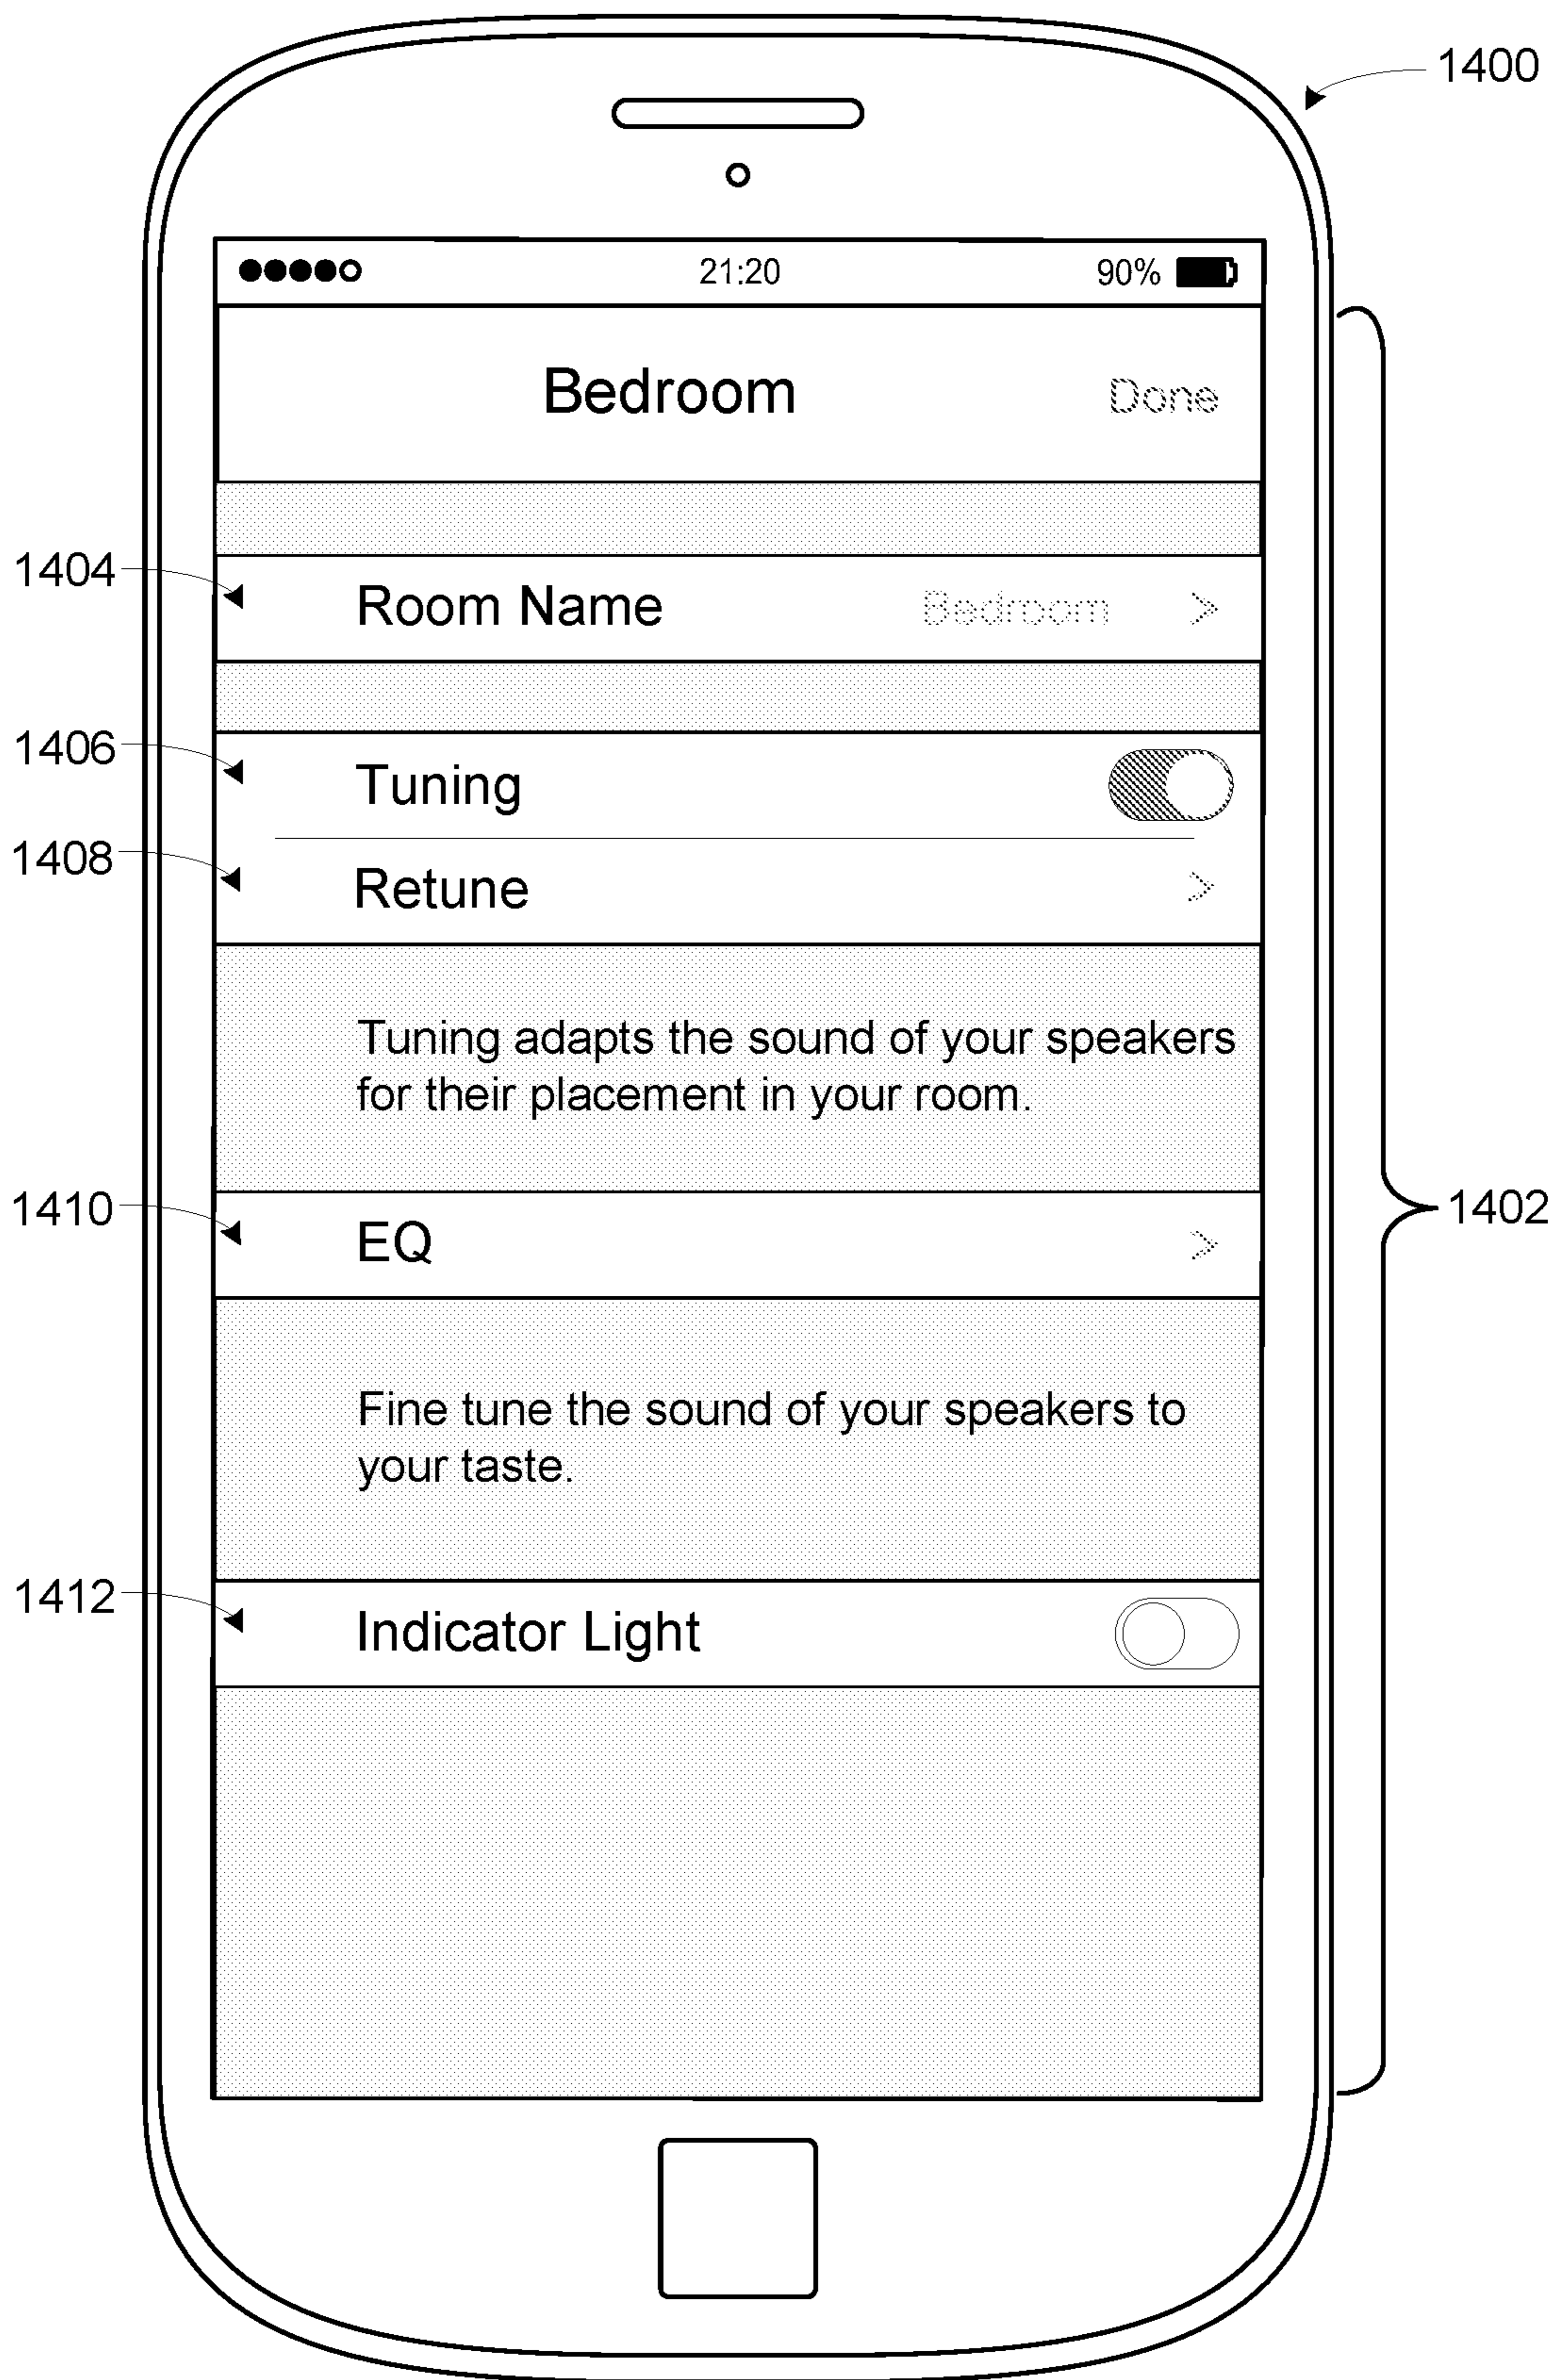 1400
21:20 90%
Bedroom Done
1404
Room Name Bedroom >
1406
Tuning
1408
Retune >
Tuning adapts the sound of your speakers
for their placement in your room.
1410
EQ >
1402
Fine tune the sound of your speakers to
your taste.
1412
Indicator Light